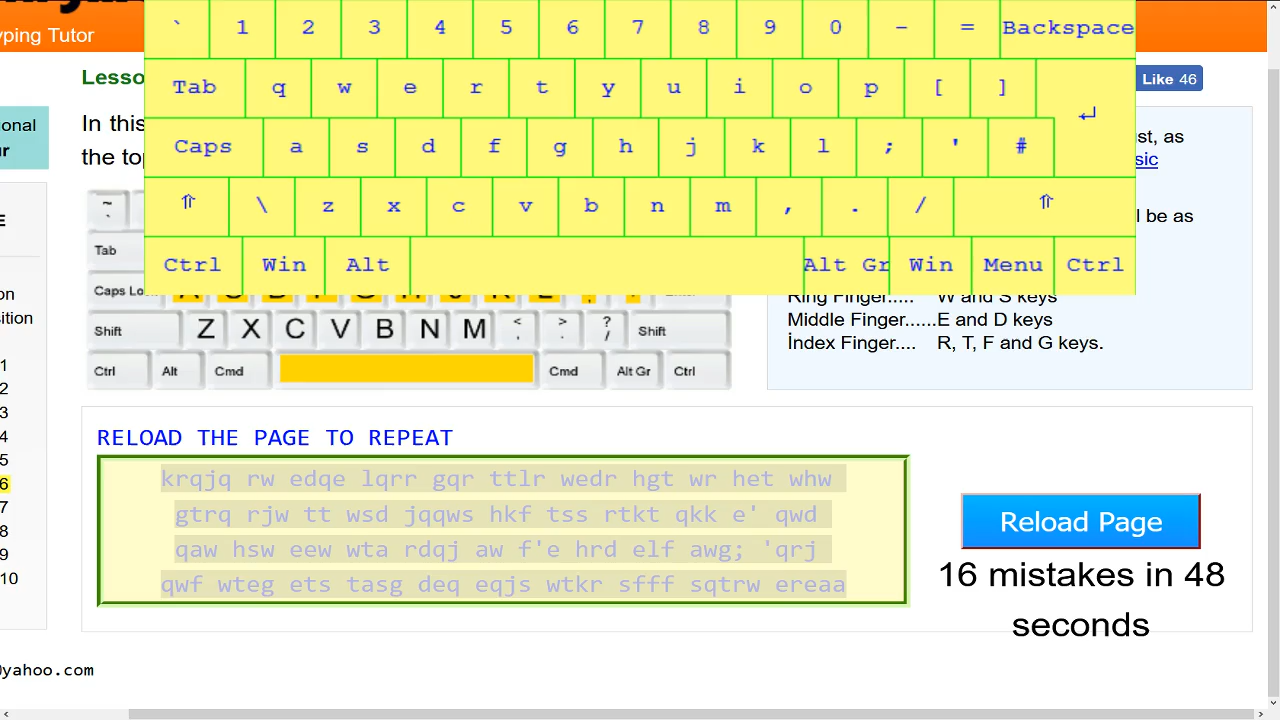 ` 1 2 3 4 5 6 7 8 9 0 - = Backspace
yping Tutor
Tab q w e r t y u i o p [ ] ↵
Lesso
Like 46
ional
In this
ust, as
Caps a s d f g h j k l ; ' #
the top
sic
⇑ \ z x c v b n m , . / ⇑
~
`
l be as
Tab
Ctrl Win Alt Alt Gr Win Menu Ctrl
Caps Lo
on
Ring Finger..... W and S keys
sition
Middle Finger......E and D keys
Shift Z X C V B N M < , > . ? / Shift
İndex Finger.... R, T, F and G keys.
Ctrl Alt Cmd Cmd Alt Gr Ctrl
1
2
3
4
5
6
7
8
9
10
RELOAD THE PAGE TO REPEAT
krqjq rw edqe lqrr gqr ttlr wedr hgt wr het whw
gtrq rjw tt wsd jqqws hkf tss rtkt qkk e' qwd
qaw hsw eew wta rdqj aw f'e hrd elf awg; 'qrj
qwf wteg ets tasg deq eqjs wtkr sfff sqtrw ereaa
Reload Page
16 mistakes in 48
seconds
@yahoo.com